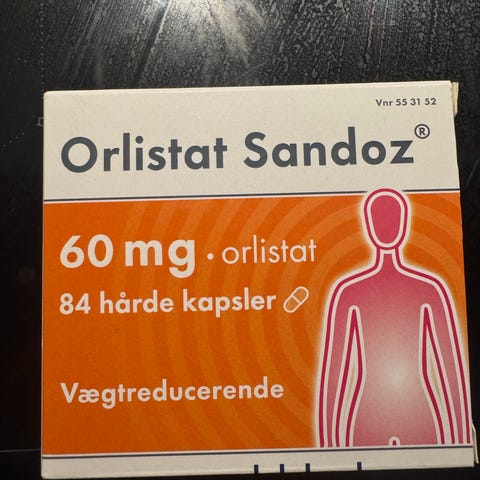 Vnr 55 31 52
Orlistat Sandoz®
60 mg · orlistat
84 hårde kapsler
Vægtreducerende